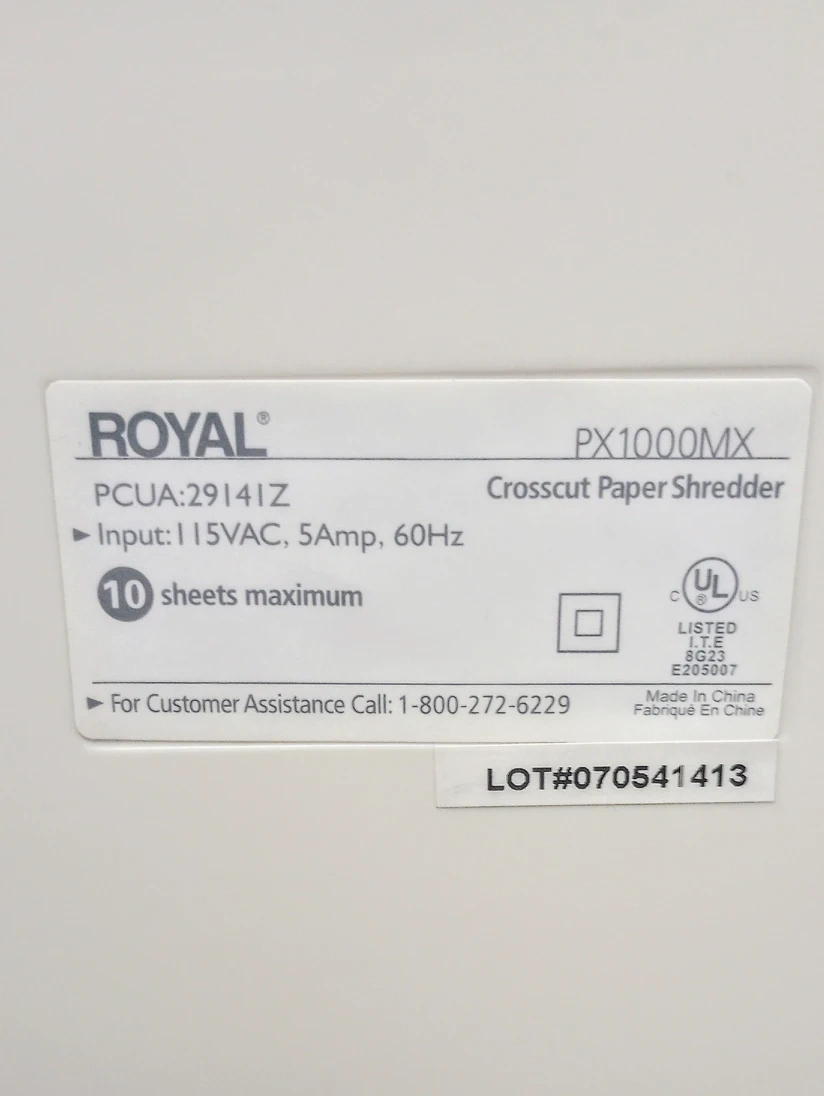 ROYAL®
PX1000MX
PCUA:29141Z
Crosscut Paper Shredder
►Input:115VAC, 5Amp, 60Hz
10 sheets maximum
C UL® US
LISTED
I.T.E
8G23
E205007
►For Customer Assistance Call: 1-800-272-6229
Made In China
Fabriqué En Chine
LOT#070541413